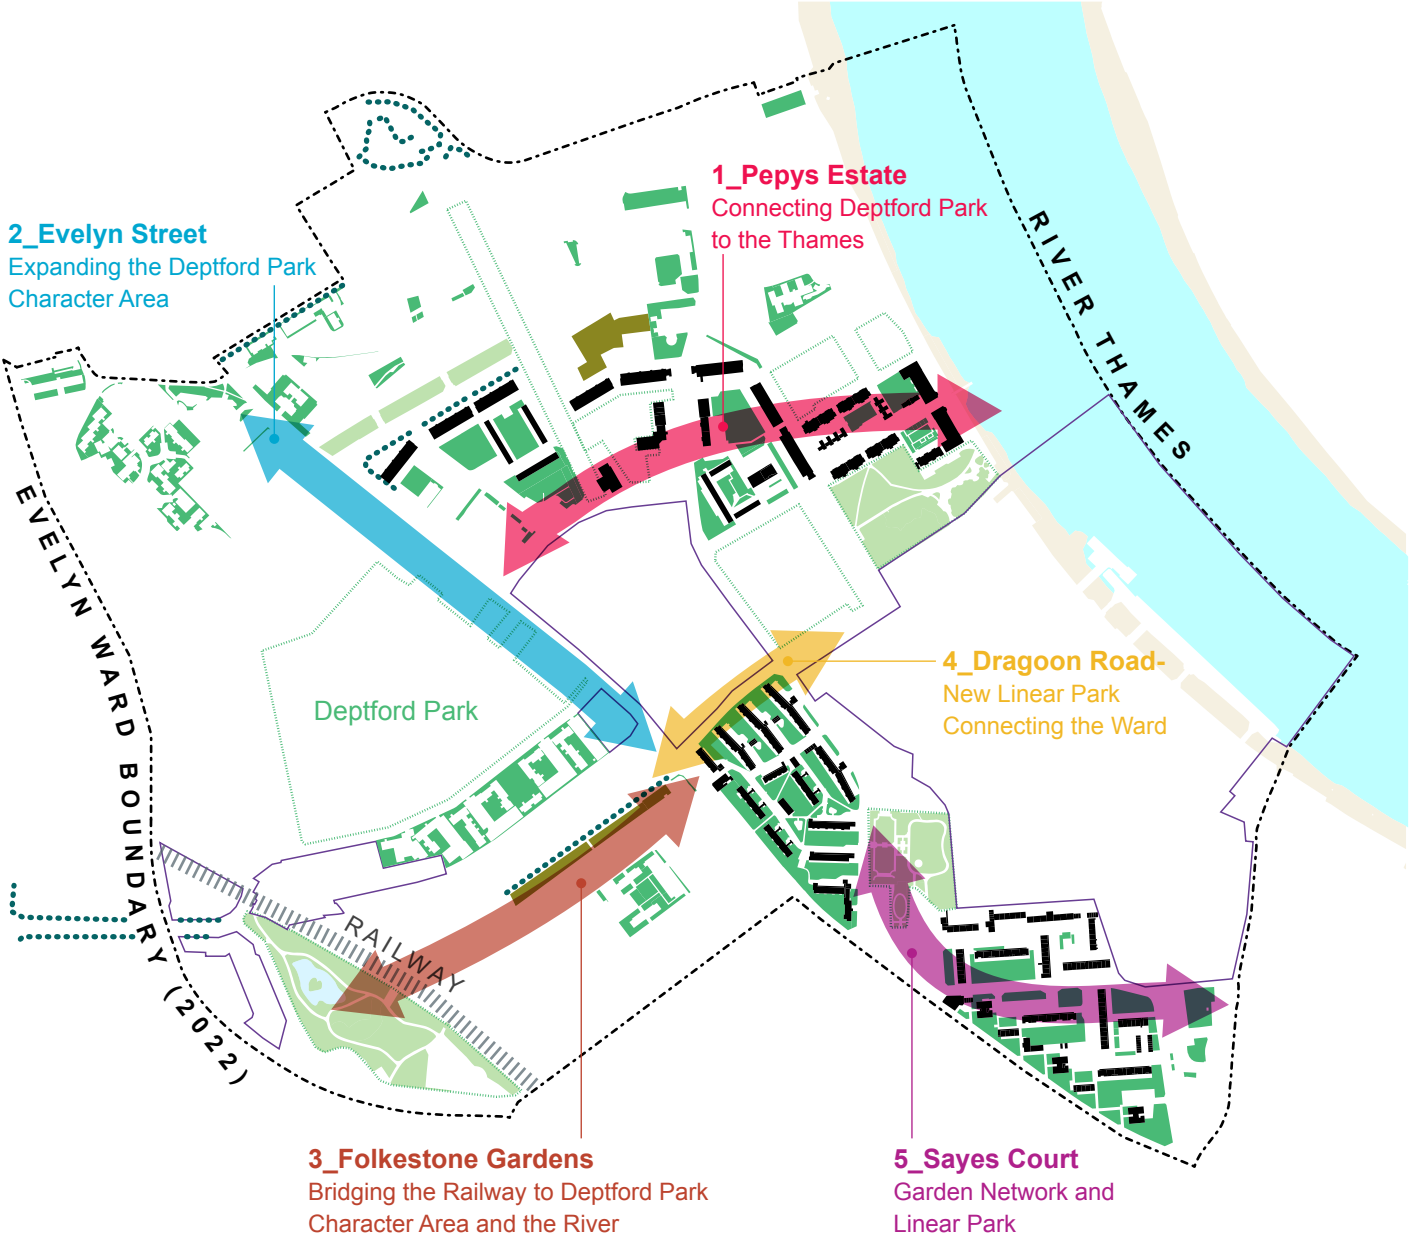 1_Pepys Estate
Connecting Deptford Park
to the Thames
2_Evelyn Street
Expanding the Deptford Park
Character Area
RIVER THAMES
EVELYN WARD BOUNDARY (2022)
Deptford Park
4_Dragoon Road-
New Linear Park
Connecting the Ward
RAILWAY
3_Folkestone Gardens
Bridging the Railway to Deptford Park
Character Area and the River
5_Sayes Court
Garden Network and
Linear Park